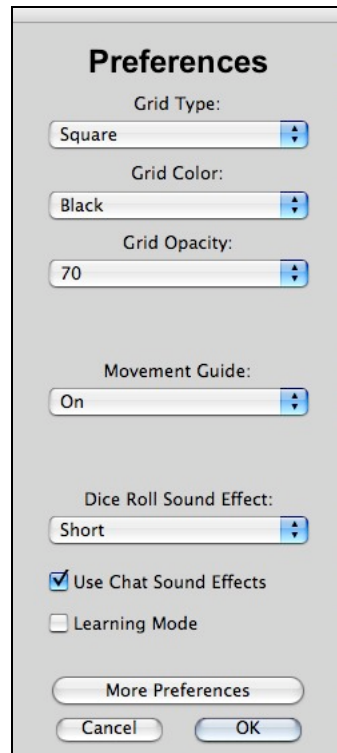 Preferences
Grid Type:
Square
Grid Color:
Black
Grid Opacity:
70
Movement Guide:
On
Dice Roll Sound Effect:
Short
Use Chat Sound Effects
Learning Mode
More Preferences
Cancel OK